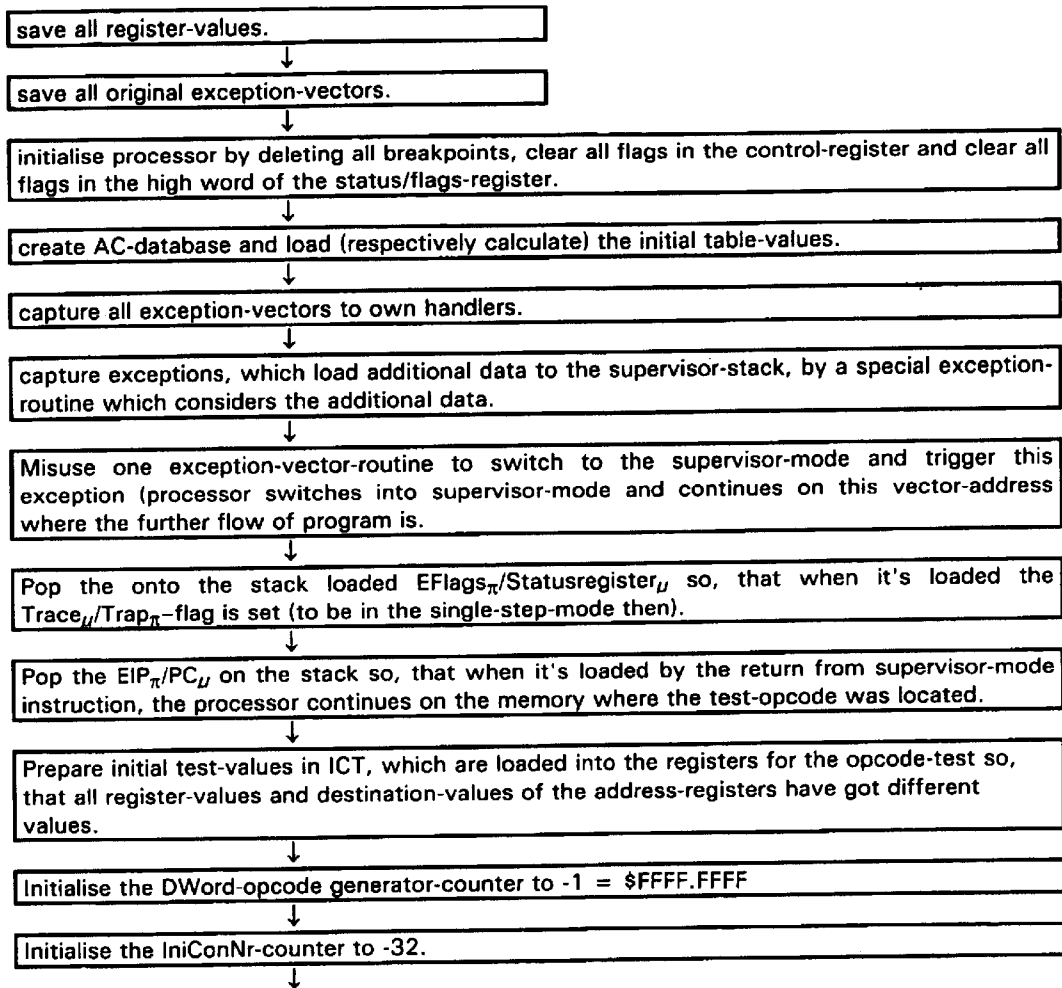 save all register-values.
↓
save all original exception-vectors.
↓
initialise processor by deleting all breakpoints, clear all flags in the control-register and clear all
flags in the high word of the status/flags-register.
↓
create AC-database and load (respectively calculate) the initial table-values.
↓
capture all exception-vectors to own handlers.
↓
capture exceptions, which load additional data to the supervisor-stack, by a special exception-
routine which considers the additional data.
↓
Misuse one exception-vector-routine to switch to the supervisor-mode and trigger this
exception (processor switches into supervisor-mode and continues on this vector-address
where the further flow of program is.
↓
Pop the onto the stack loaded EFlagsπ/Statusregisterμ so, that when it's loaded the
Traceμ/Trapπ-flag is set (to be in the single-step-mode then).
↓
Pop the EIPπ/PCμ on the stack so, that when it's loaded by the return from supervisor-mode
instruction, the processor continues on the memory where the test-opcode was located.
↓
Prepare initial test-values in ICT, which are loaded into the registers for the opcode-test so,
that all register-values and destination-values of the address-registers have got different
values.
↓
Initialise the DWord-opcode generator-counter to -1 = $FFFF.FFFF
↓
Initialise the IniConNr-counter to -32.
↓